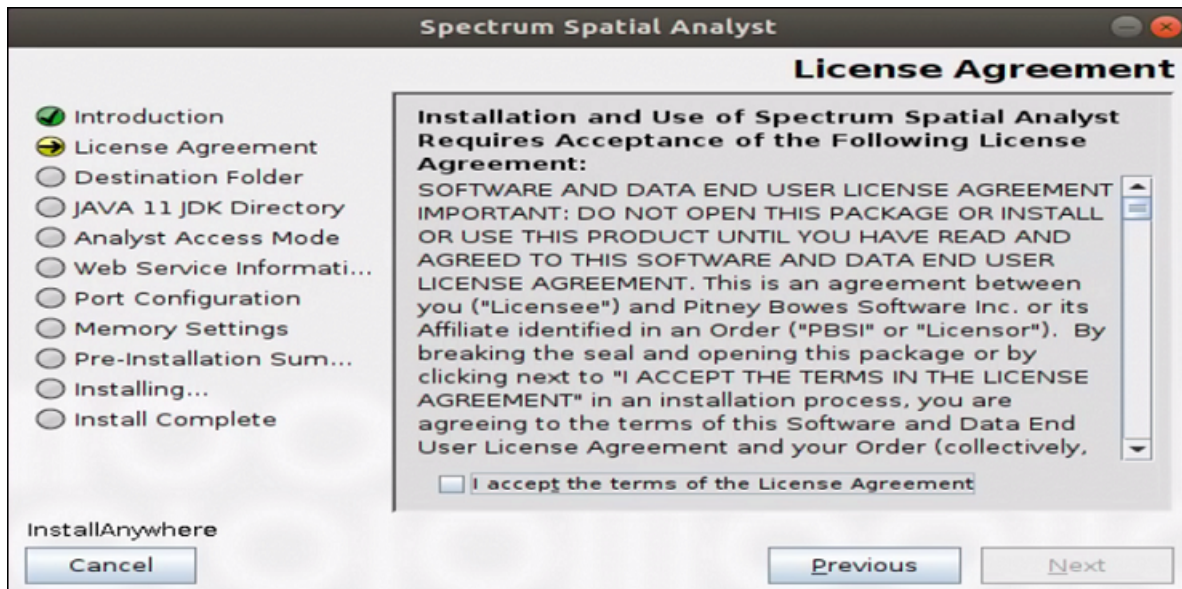 Spectrum Spatial Analyst
License Agreement
Introduction
License Agreement
Destination Folder
JAVA 11 JDK Directory
Analyst Access Mode
Web Service Informati...
Port Configuration
Memory Settings
Pre-Installation Sum...
Installing...
Install Complete
Installation and Use of Spectrum Spatial Analyst
Requires Acceptance of the Following License
Agreement:
SOFTWARE AND DATA END USER LICENSE AGREEMENT
IMPORTANT: DO NOT OPEN THIS PACKAGE OR INSTALL
OR USE THIS PRODUCT UNTIL YOU HAVE READ AND
AGREED TO THIS SOFTWARE AND DATA END USER
LICENSE AGREEMENT. This is an agreement between
you ("Licensee") and Pitney Bowes Software Inc. or its
Affiliate identified in an Order ("PBSI" or "Licensor").  By
breaking the seal and opening this package or by
clicking next to "I ACCEPT THE TERMS IN THE LICENSE
AGREEMENT" in an installation process, you are
agreeing to the terms of this Software and Data End
User License Agreement and your Order (collectively,
I accept the terms of the License Agreement
InstallAnywhere
Cancel
Previous
Next